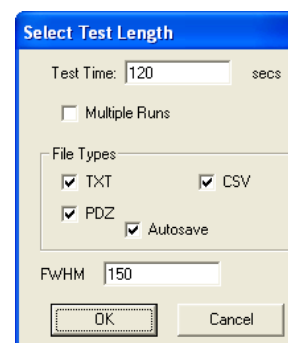 Select Test Length
Test Time: 120 secs
Multiple Runs
File Types
TXT CSV
PDZ
Autosave
FWHM 150
OK Cancel